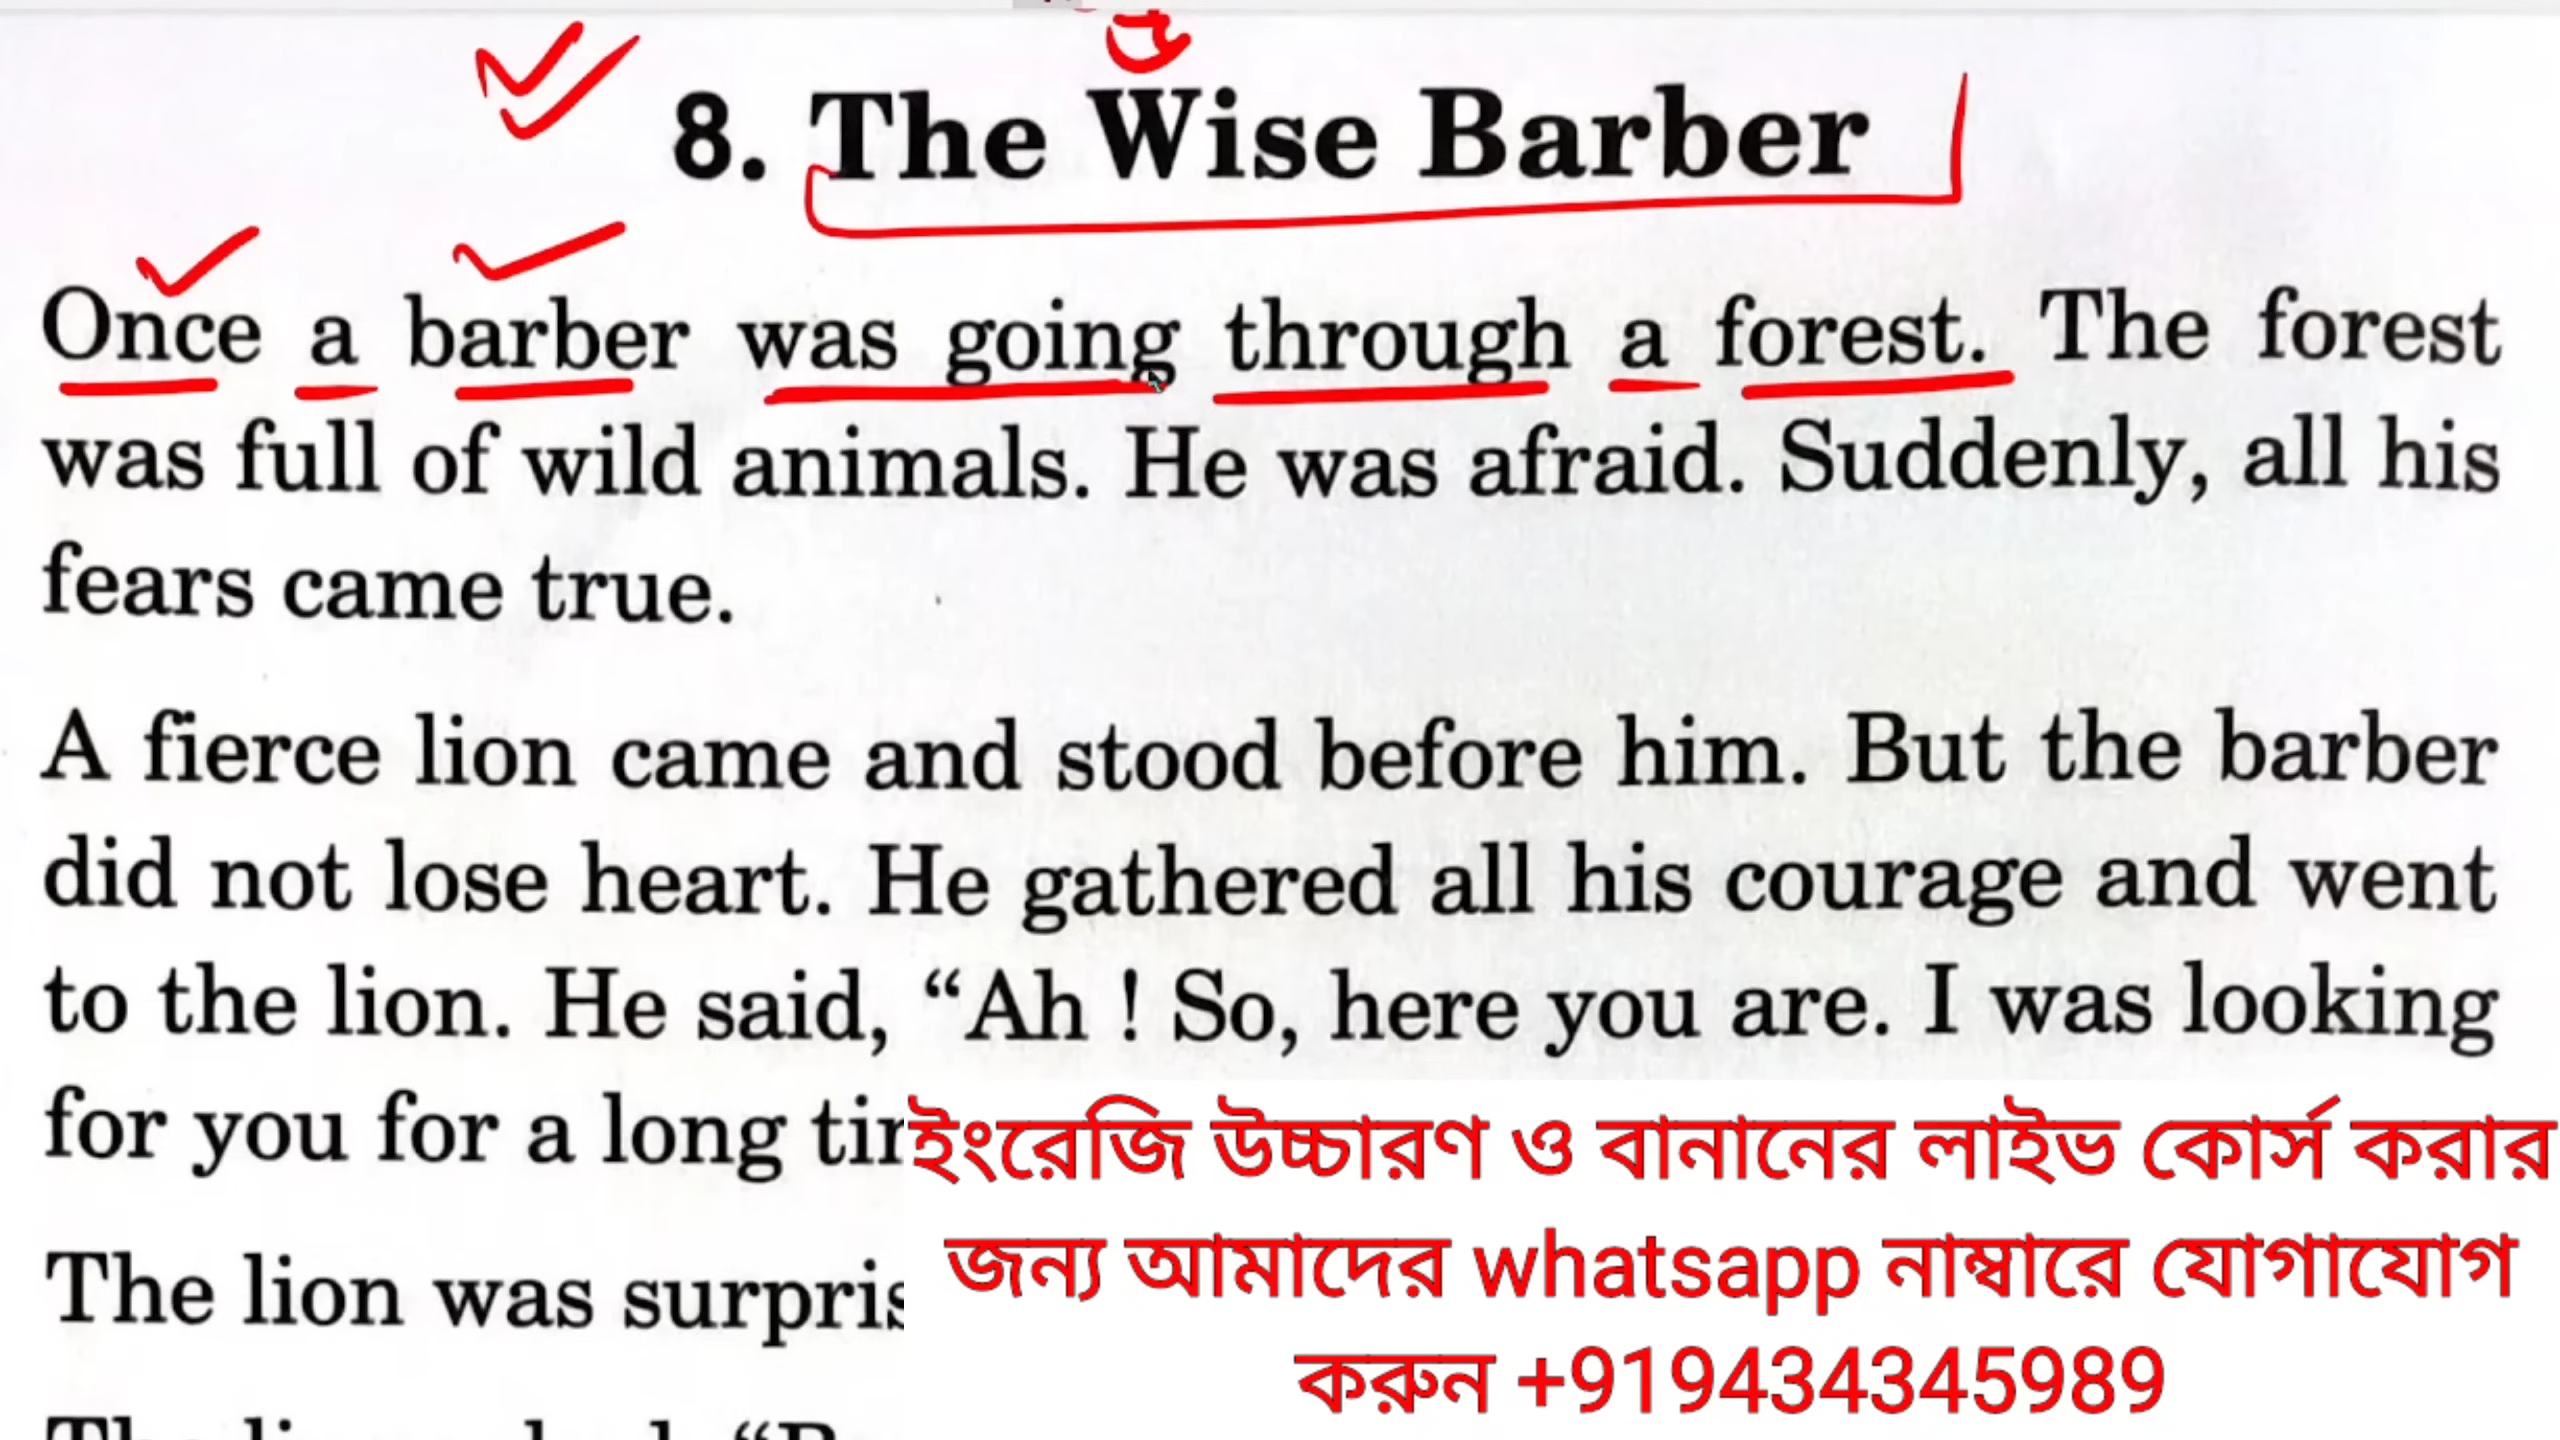 8. The Wise Barber
Once a barber was going through a forest. The forest
was full of wild animals. He was afraid. Suddenly, all his
fears came true.
A fierce lion came and stood before him. But the barber
did not lose heart. He gathered all his courage and went
to the lion. He said, “Ah ! So, here you are. I was looking
for you for a long
The lion was
ইংরেজি উচ্চারণ ও বানানের লাইভ কোর্স করার
জন্য আমাদের whatsapp নাম্বারে যোগাযোগ
করুন +919434345989